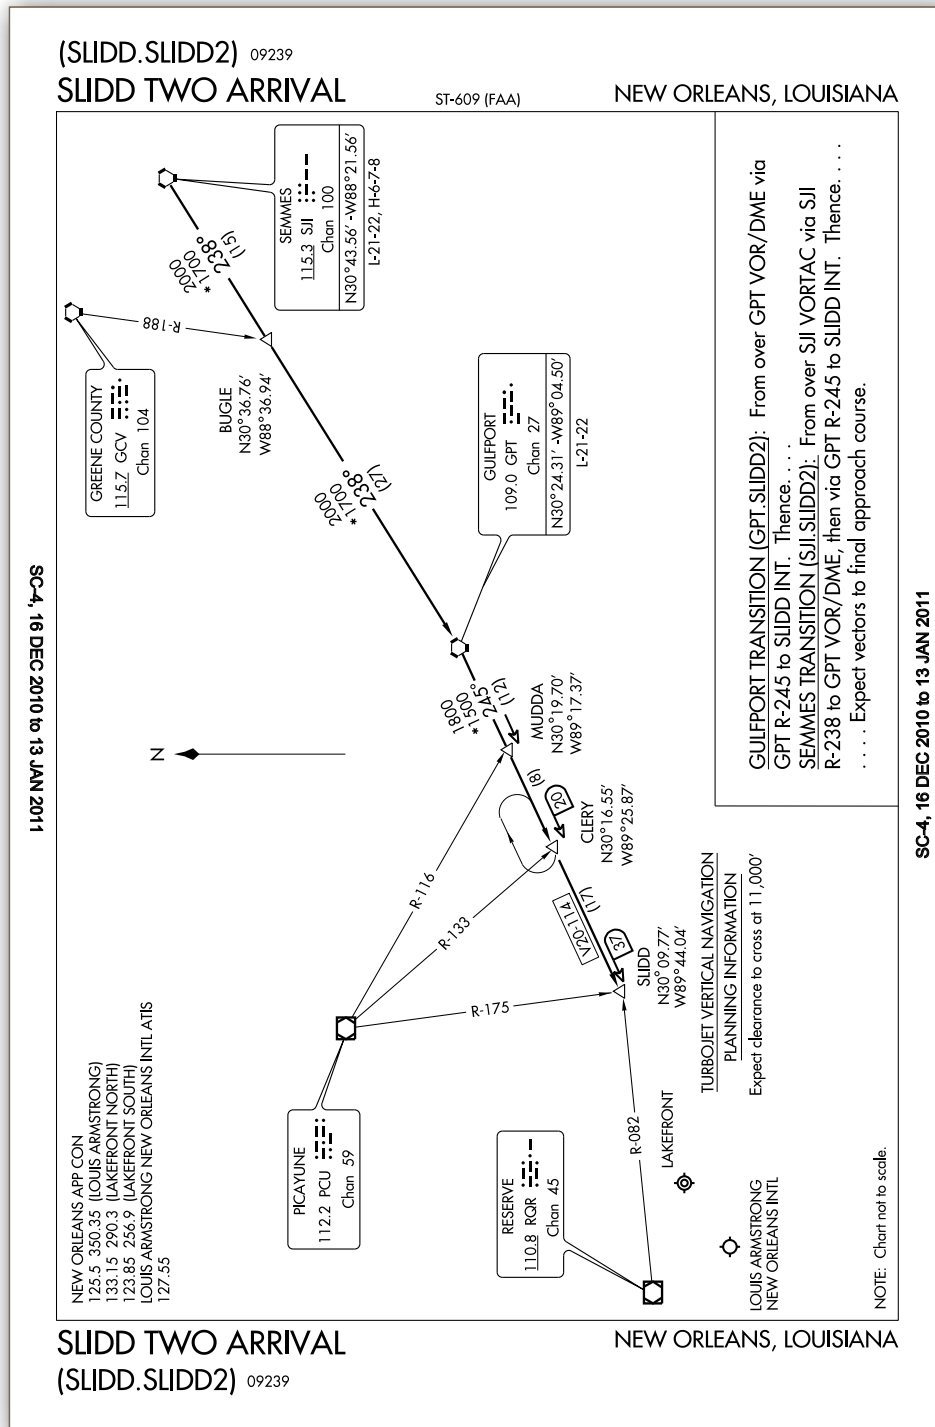 (SLIDD.SLIDD2) 09239
SLIDD TWO ARRIVAL
ST-609 (FAA)
NEW ORLEANS, LOUISIANA
SEMMES
115.3 SJI
Chan 100
N30°43.56' -W88°21.56'
L-21-22, H-6-7-8
2000
*1700
238°
(15)
R-188
GREENE COUNTY
115.7 GCV
Chan 104
BUGLE
N30°36.76'
W88°36.94'
2000
*1700
238°
(27)
GULFPORT
109.0 GPT
Chan 27
N30°24.31' -W89°04.50'
L-21-22
1800
*1500
245°
(12)
MUDDA
N30°19.70'
W89°17.37'
N
(8)
20
CLERY
N30°16.55'
W89°25.87'
R-116
R-133
V20-114
(17)
37
SLIDD
N30°09.77'
W89°44.04'
R-175
PICAYUNE
112.2 PCU
Chan 59
RESERVE
110.8 RQR
Chan 45
R-082
LAKEFRONT
LOUIS ARMSTRONG
NEW ORLEANS INTL
NEW ORLEANS APP CON
125.5 350.35 (LOUIS ARMSTRONG)
133.15 290.3 (LAKEFRONT NORTH)
123.85 256.9 (LAKEFRONT SOUTH)
LOUIS ARMSTRONG NEW ORLEANS INTL ATIS
127.55
TURBOJET VERTICAL NAVIGATION
PLANNING INFORMATION
Expect clearance to cross at 11,000'
NOTE: Chart not to scale.
GULFPORT TRANSITION (GPT.SLIDD2): From over GPT VOR/DME via
GPT R-245 to SLIDD INT. Thence. . . .
SEMMES TRANSITION (SJI.SLIDD2): From over SJI VORTAC via SJI
R-238 to GPT VOR/DME, then via GPT R-245 to SLIDD INT. Thence. . . .
. . . . Expect vectors to final approach course.
SC-4, 16 DEC 2010 to 13 JAN 2011
SC-4, 16 DEC 2010 to 13 JAN 2011
SLIDD TWO ARRIVAL
(SLIDD.SLIDD2) 09239
NEW ORLEANS, LOUISIANA